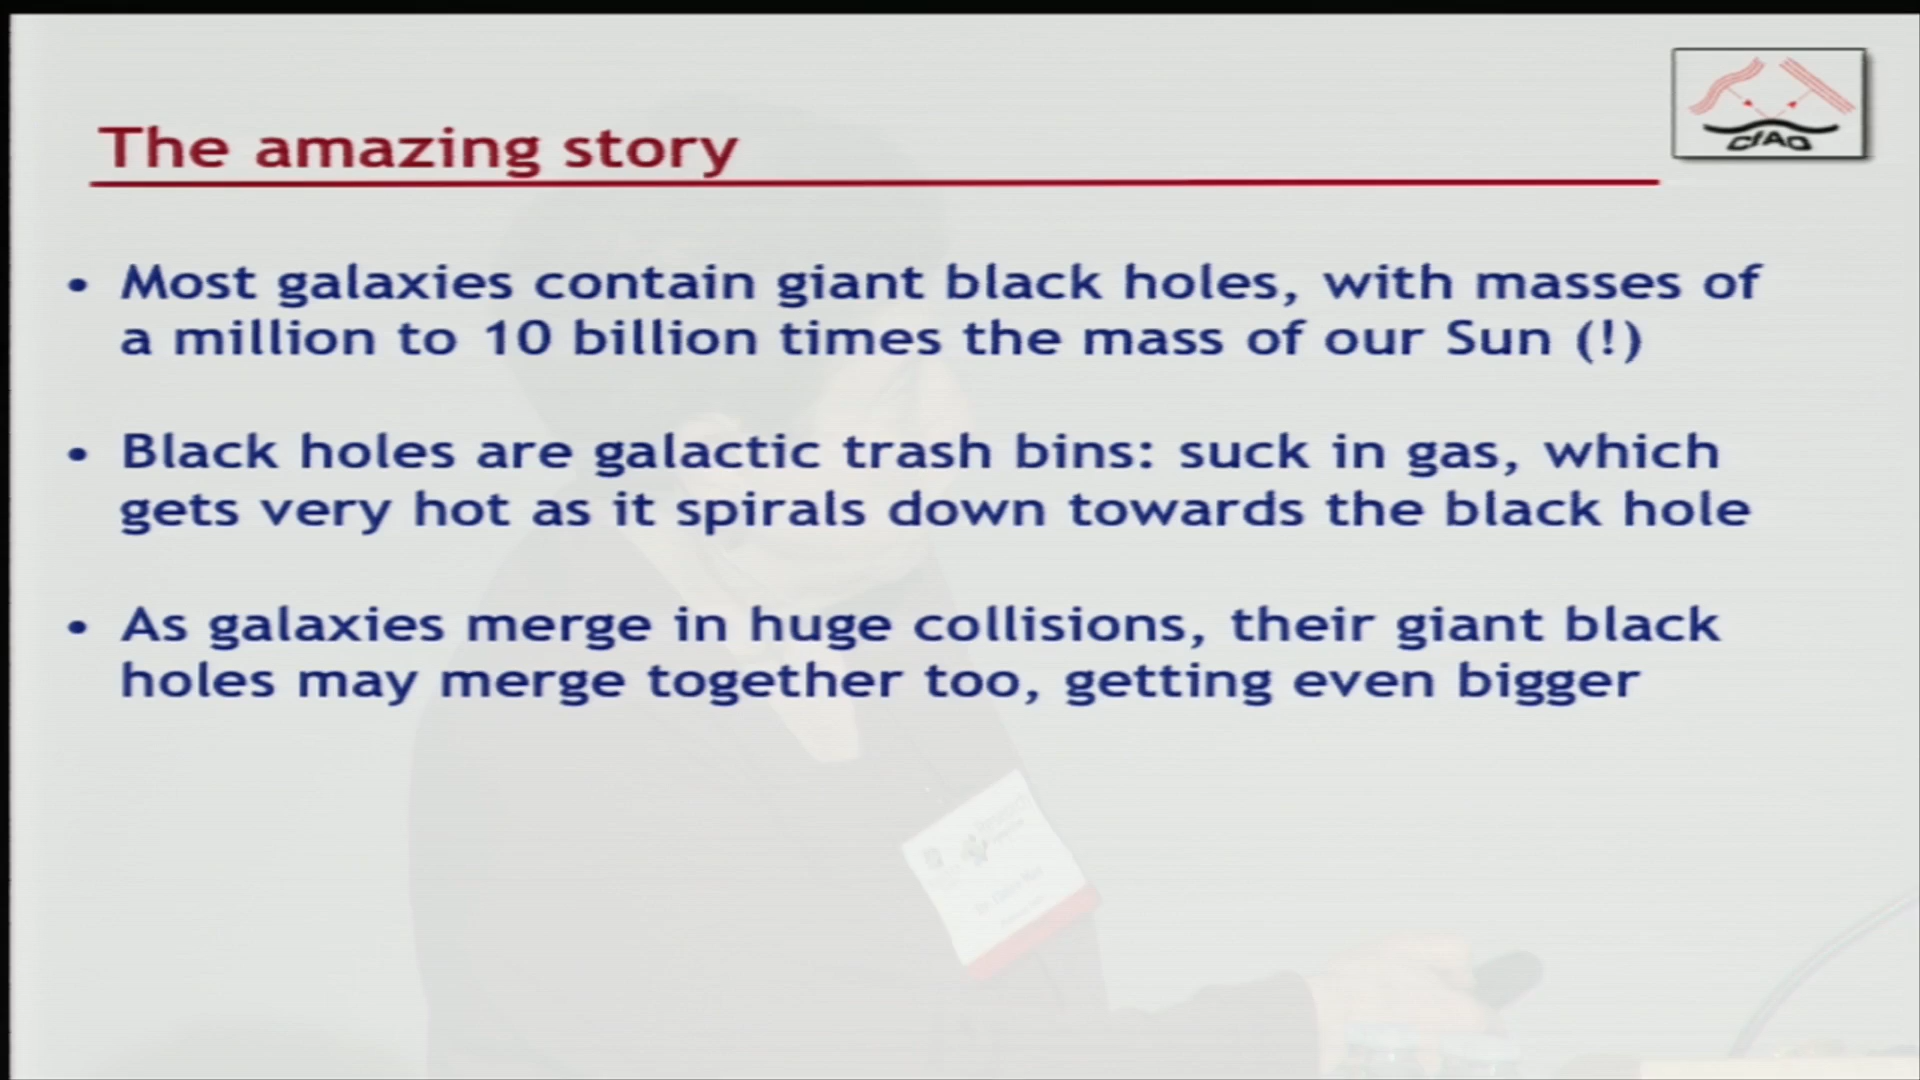 The amazing story
CfAO
• Most galaxies contain giant black holes, with masses of
a million to 10 billion times the mass of our Sun (!)
• Black holes are galactic trash bins: suck in gas, which
gets very hot as it spirals down towards the black hole
• As galaxies merge in huge collisions, their giant black
holes may merge together too, getting even bigger